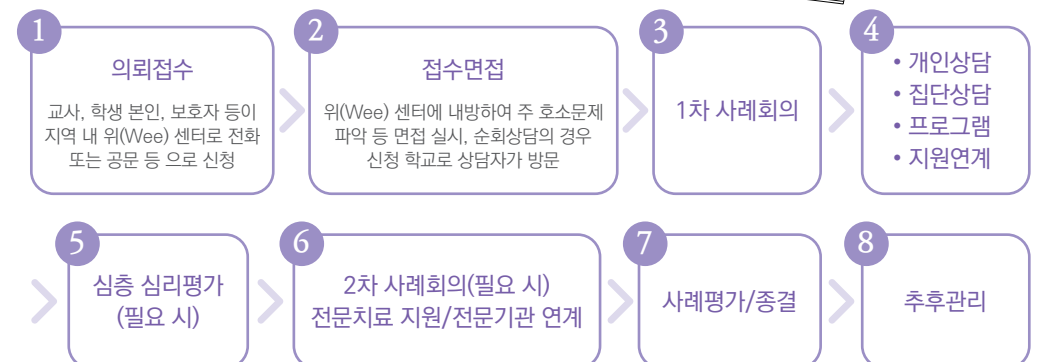 1
의뢰접수
교사, 학생 본인, 보호자 등이
지역 내 위(Wee) 센터로 전화
또는 공문 등 으로 신청
2
접수면접
위(Wee) 센터에 내방하여 주 호소문제
파악 등 면접 실시, 순회상담의 경우
신청 학교로 상담자가 방문
3
1차 사례회의
4
• 개인상담
• 집단상담
• 프로그램
• 지원연계
5
심층 심리평가
(필요 시)
6
2차 사례회의(필요 시)
전문치료 지원/전문기관 연계
7
사례평가/종결
8
추후관리